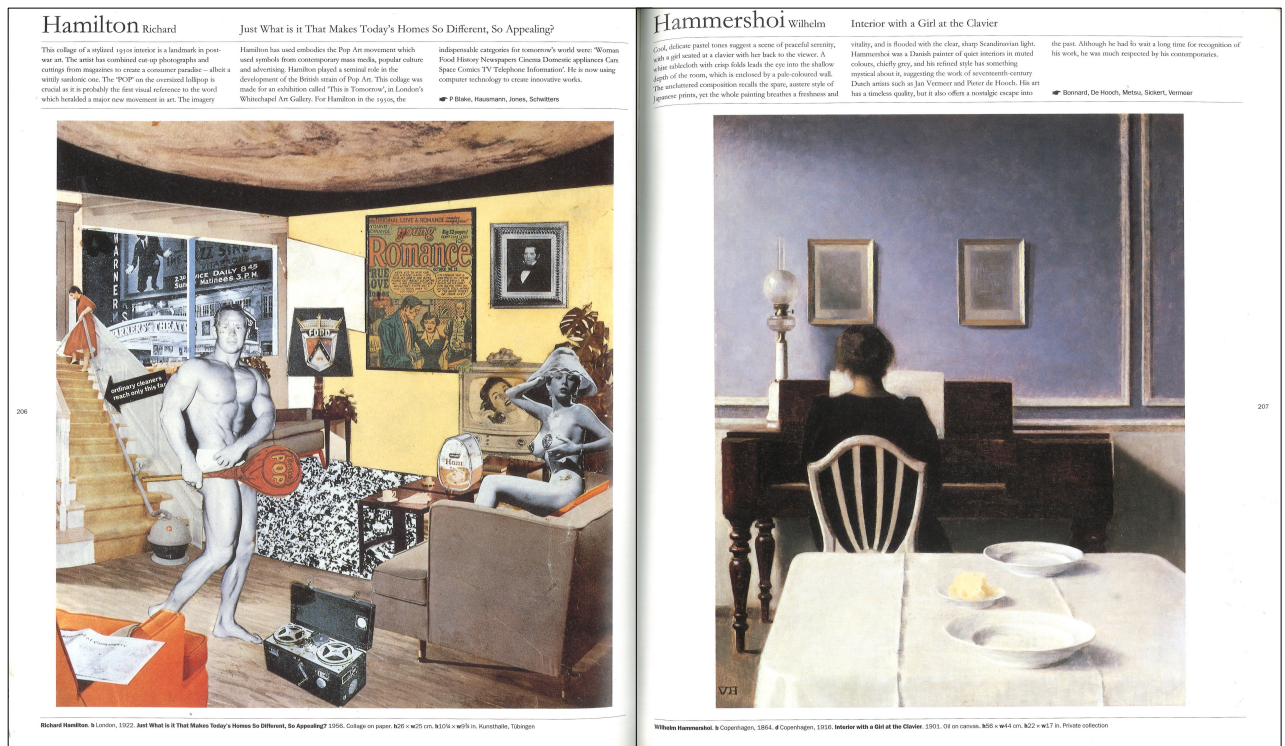 Hamilton Richard
Just What is it That Makes Today's Homes So Different, So Appealing?
This collage of a stylized 1950s interior is a landmark in post-
war art. The artist has combined cut-up photographs and
cuttings from magazines to create a consumer paradise – albeit a
wittily sardonic one. The 'POP' on the oversized lollipop is
crucial as it is probably the first visual reference to the word
which heralded a major new movement in art. The imagery
Hamilton has used embodies the Pop Art movement which
used symbols from contemporary mass media, popular culture
and advertising. Hamilton played a seminal role in the
development of the British strain of Pop Art. This collage was
made for an exhibition called 'This is Tomorrow', in London's
Whitechapel Art Gallery. For Hamilton in the 1950s, the
indispensable categories for tomorrow's world were: 'Woman
Food History Newspapers Cinema Domestic appliances Cars
Space Comics TV Telephone Information'. He is now using
computer technology to create innovative works.
P Blake, Hausmann, Jones, Schwitters
WARNERS
2.30
VICE DAILY 8.45
Sun Matinees 3.P.M.
WARNERS' THEATR
ordinary cleaners
reach only this far
FORD
young
Romance
TRUE
LOVE
POP
Ham
206
Richard Hamilton. b London, 1922. Just What is it That Makes Today's Homes So Different, So Appealing? 1956. Collage on paper. h26 x w25 cm. h10¼ x w9¾ in. Kunsthalle, Tübingen
Hammershoi Wilhelm
Interior with a Girl at the Clavier
Cool, delicate pastel tones suggest a scene of peaceful serenity,
with a girl seated at a clavier with her back to the viewer. A
white tablecloth with crisp folds leads the eye into the shallow
depth of the room, which is enclosed by a pale-coloured wall.
The uncluttered composition recalls the spare, austere style of
Japanese prints, yet the whole painting breathes a freshness and
vitality, and is flooded with the clear, sharp Scandinavian light.
Hammershoi was a Danish painter of quiet interiors in muted
colours, chiefly grey, and his refined style has something
mystical about it, suggesting the work of seventeenth-century
Dutch artists such as Jan Vermeer and Pieter de Hooch. His art
has a timeless quality, but it also offers a nostalgic escape into
the past. Although he had to wait a long time for recognition of
his work, he was much respected by his contemporaries.
Bonnard, De Hooch, Metsu, Sickert, Vermeer
VH
207
Wilhelm Hammershoi. b Copenhagen, 1864. d Copenhagen, 1916. Interior with a Girl at the Clavier. 1901. Oil on canvas. h56 x w44 cm. h22 x w17 in. Private collection